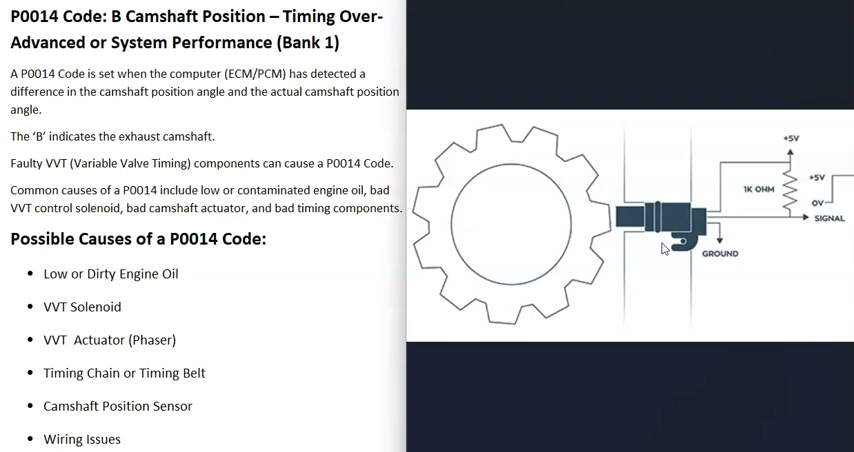 P0014 Code: B Camshaft Position – Timing Over-
Advanced or System Performance (Bank 1)
A P0014 Code is set when the computer (ECM/PCM) has detected a
difference in the camshaft position angle and the actual camshaft position
angle.
The ‘B’ indicates the exhaust camshaft.
Faulty VVT (Variable Valve Timing) components can cause a P0014 Code.
Common causes of a P0014 include low or contaminated engine oil, bad
VVT control solenoid, bad camshaft actuator, and bad timing components.
Possible Causes of a P0014 Code:
• Low or Dirty Engine Oil
• VVT Solenoid
• VVT Actuator (Phaser)
• Timing Chain or Timing Belt
• Camshaft Position Sensor
• Wiring Issues
+5V
1K OHM
+5V
0V
SIGNAL
GROUND